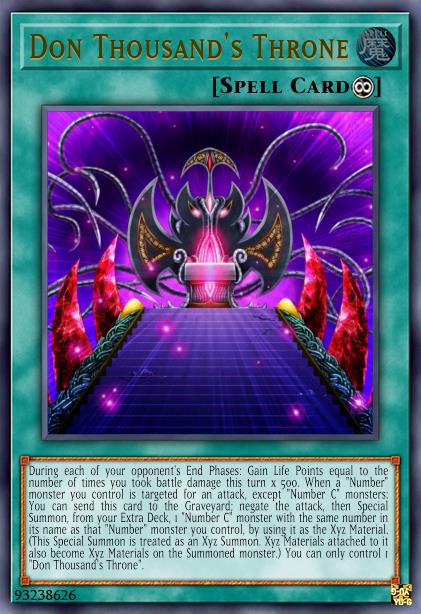 Don Thousand's Throne 魔
[Spell Card]
During each of your opponent's End Phases: Gain Life Points equal to the
number of times you took battle damage this turn x 500. When a "Number"
monster you control is targeted for an attack, except "Number C" monsters:
You can send this card to the Graveyard; negate the attack, then Special
Summon, from your Extra Deck, 1 "Number C" monster with the same number in
its name as that "Number" monster you control, by using it as the Xyz Material.
(This Special Summon is treated as an Xyz Summon. Xyz Materials attached to it
also become Xyz Materials on the Summoned monster.) You can only control 1
"Don Thousand's Throne".
93238626